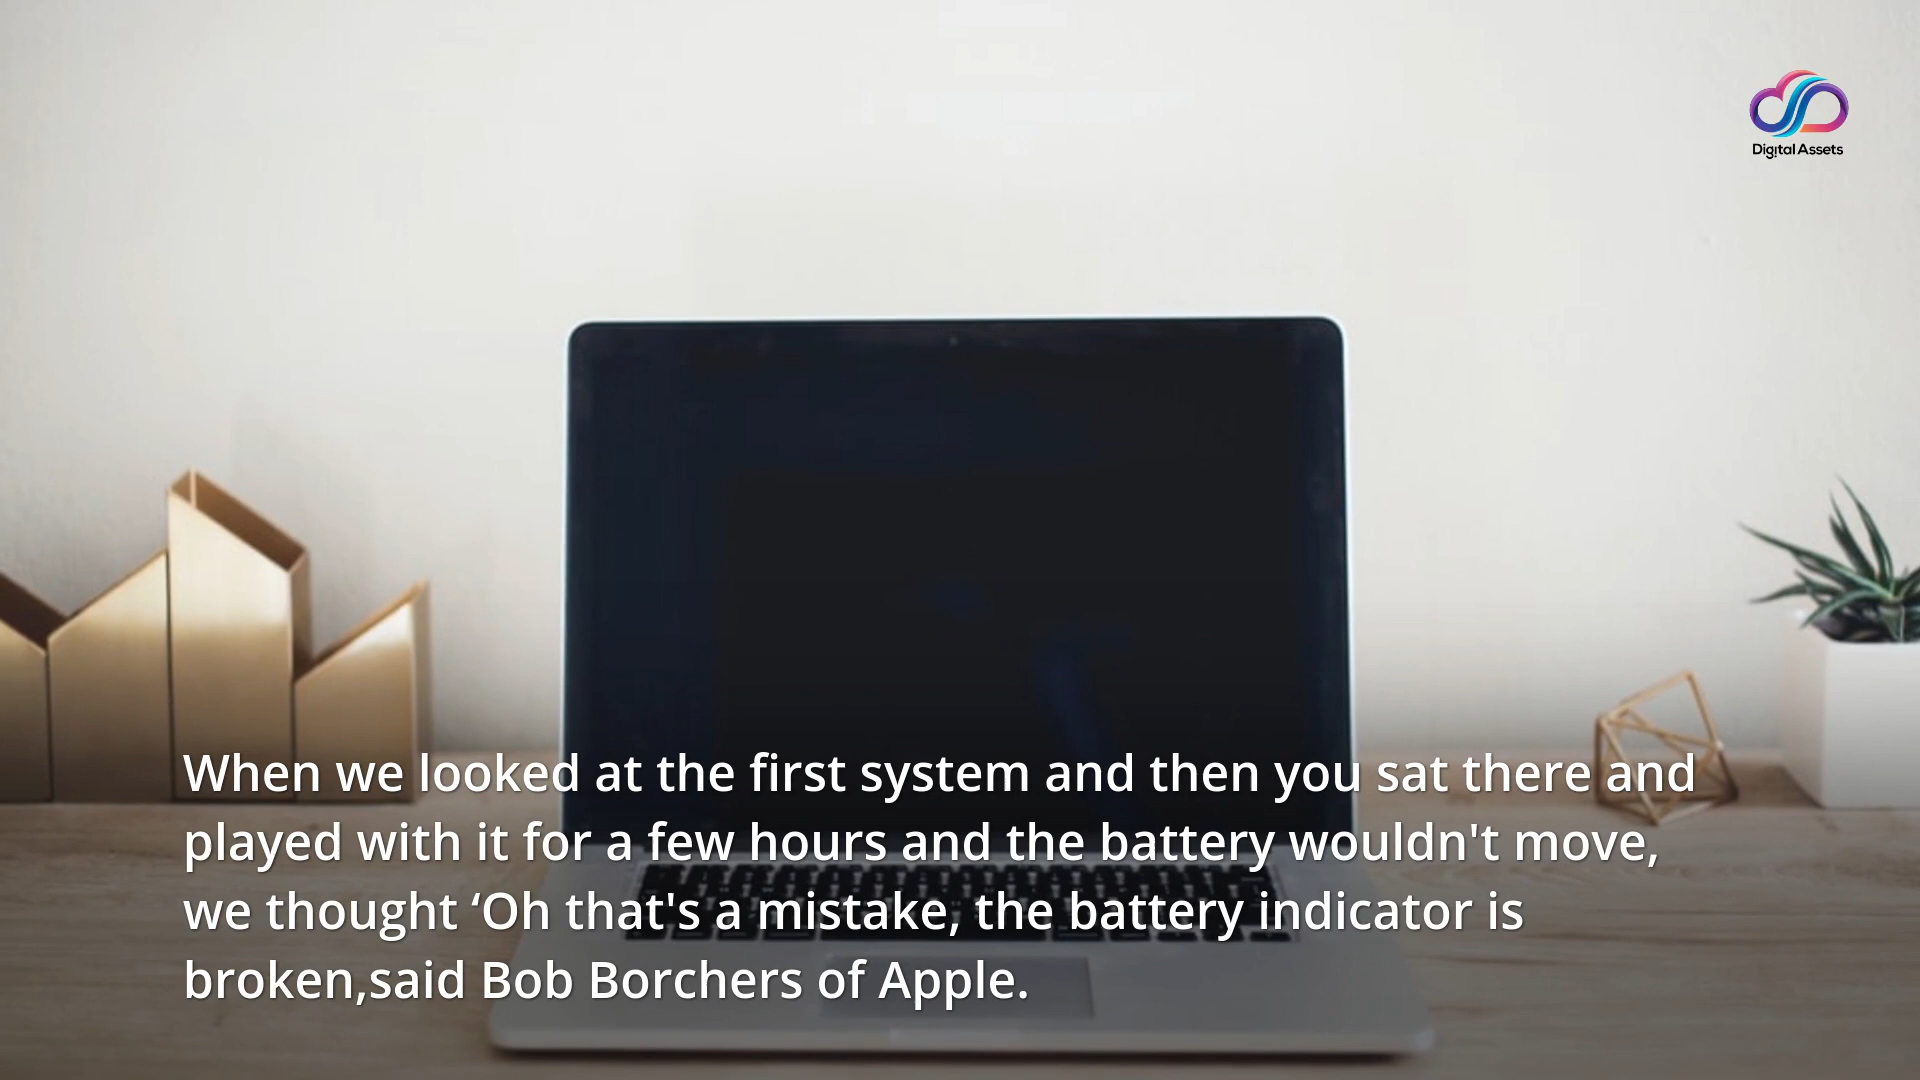 Digital Assets
When we looked at the first system and then you sat there and
played with it for a few hours and the battery wouldn't move,
we thought ‘Oh that's a mistake, the battery indicator is
broken,said Bob Borchers of Apple.